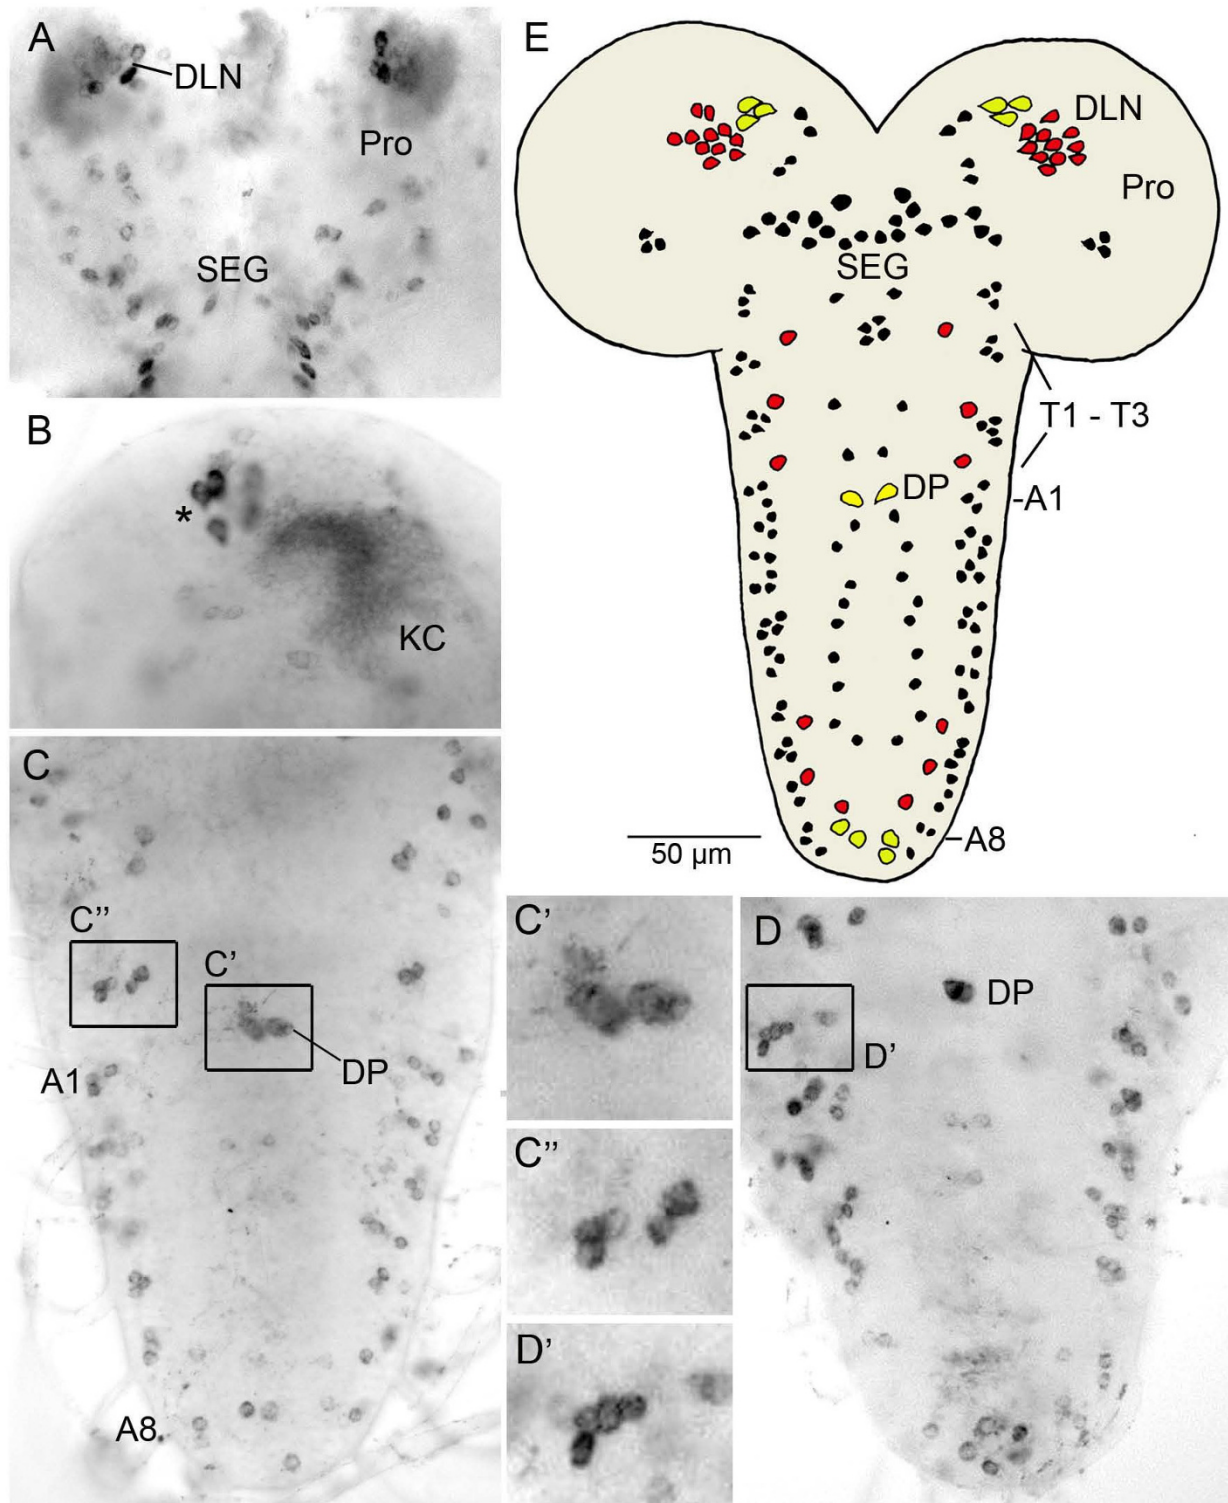 A
DLN
Pro
SEG
B
*
KC
C
C’’
C’
A1
DP
A8
E
DLN
Pro
SEG
T1 - T3
DP
-A1
-A8
50 µm
C’
C’’
D’
D
DP
D’